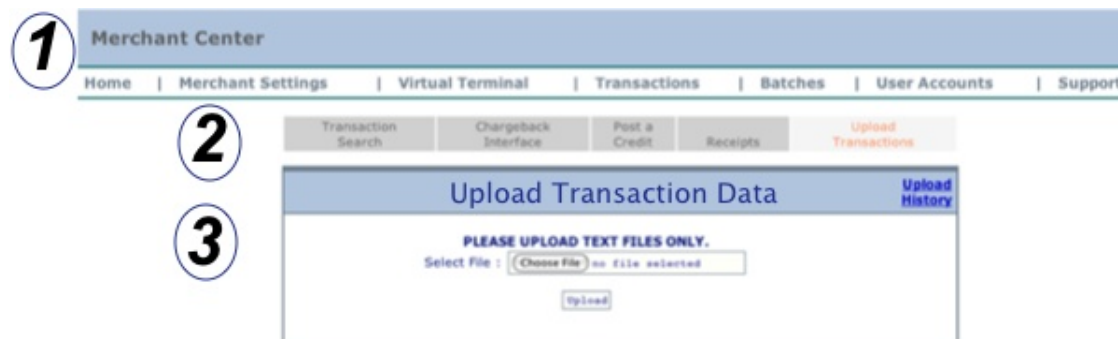 1
Merchant Center
Home | Merchant Settings | Virtual Terminal | Transactions | Batches | User Accounts | Support
2
Transaction Search
Chargeback Interface
Post a Credit
Receipts
Upload Transactions
3
Upload Transaction Data
Upload History
PLEASE UPLOAD TEXT FILES ONLY.
Select File : Choose File no file selected
Upload